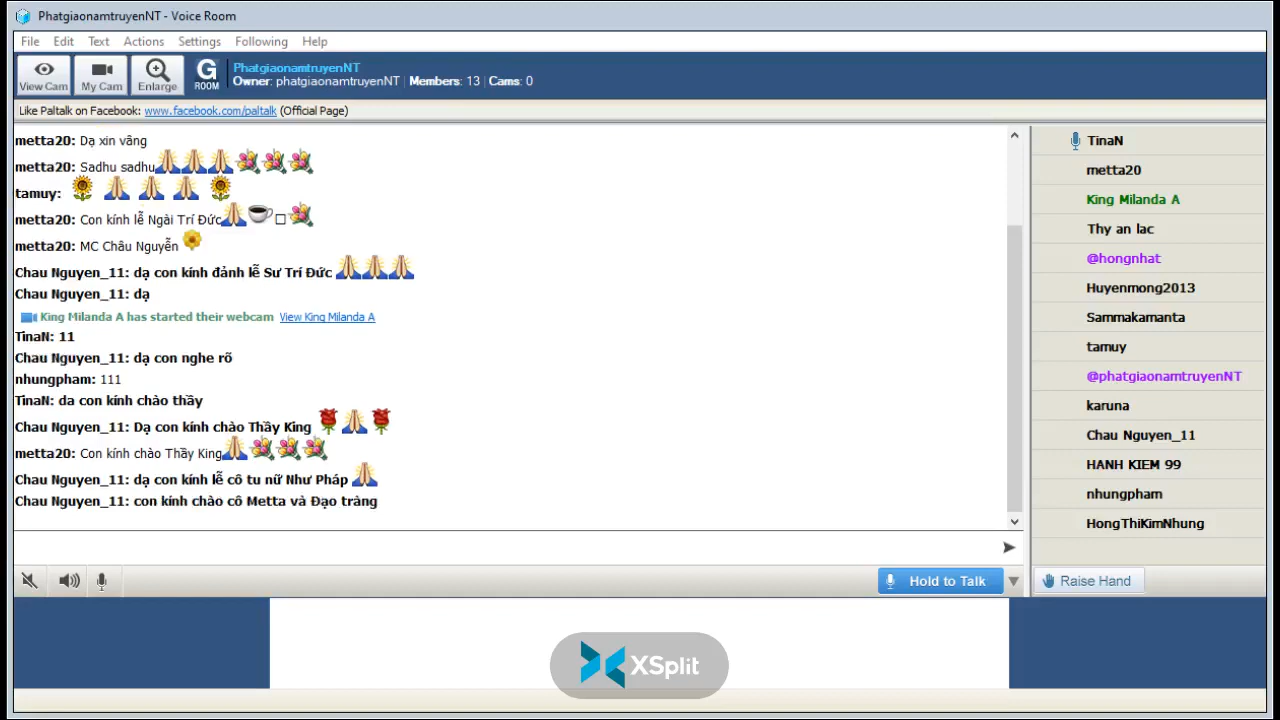 PhatgiaonamtruyenNT - Voice Room
File Edit Text Actions Settings Following Help
View Cam My Cam Enlarge G ROOM
PhatgiaonamtruyenNT
Owner: phatgiaonamtruyenNT | Members: 13 | Cams: 0
Like Paltalk on Facebook: www.facebook.com/paltalk (Official Page)
metta20: Dạ xin vâng
metta20: Sadhu sadhu
tamuy:
metta20: Con kính lễ Ngài Trí Đức
metta20: MC Châu Nguyễn
Chau Nguyen_11: dạ con kính đảnh lễ Sư Trí Đức
Chau Nguyen_11: dạ
King Milanda A has started their webcam View King Milanda A
TinaN: 11
Chau Nguyen_11: dạ con nghe rõ
nhungpham: 111
TinaN: da con kính chào thầy
Chau Nguyen_11: Dạ con kính chào Thầy King
metta20: Con kính chào Thầy King
Chau Nguyen_11: dạ con kính lễ cô tu nữ Như Pháp
Chau Nguyen_11: con kính chào cô Metta và Đạo tràng
TinaN
metta20
King Milanda A
Thy an lac
@hongnhat
Huyenmong2013
Sammakamanta
tamuy
@phatgiaonamtruyenNT
karuna
Chau Nguyen_11
HANH KIEM 99
nhungpham
HongThiKimNhung
Hold to Talk
Raise Hand
XSplit